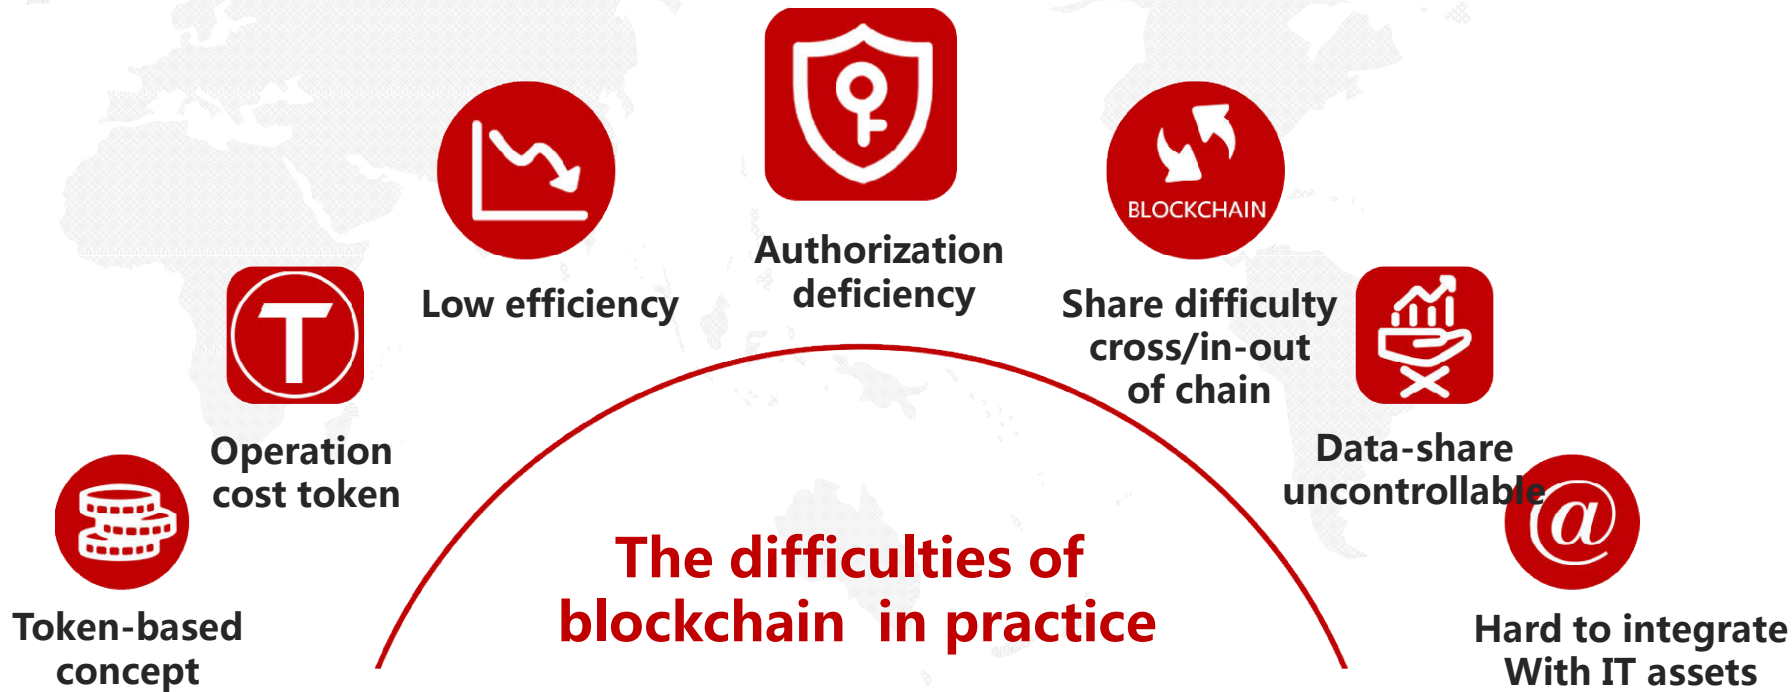 Token-based
concept
T
Operation
cost token
Low efficiency
Authorization
deficiency
BLOCKCHAIN
Share difficulty
cross/in-out
of chain
Data-share
uncontrollable
@
Hard to integrate
With IT assets
The difficulties of
blockchain in practice